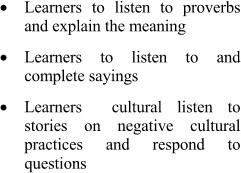 • Learners to listen to proverbs
and explain the meaning
• Learners to listen to and
complete sayings
• Learners cultural listen to
stories on negative cultural
practices and respond to
questions